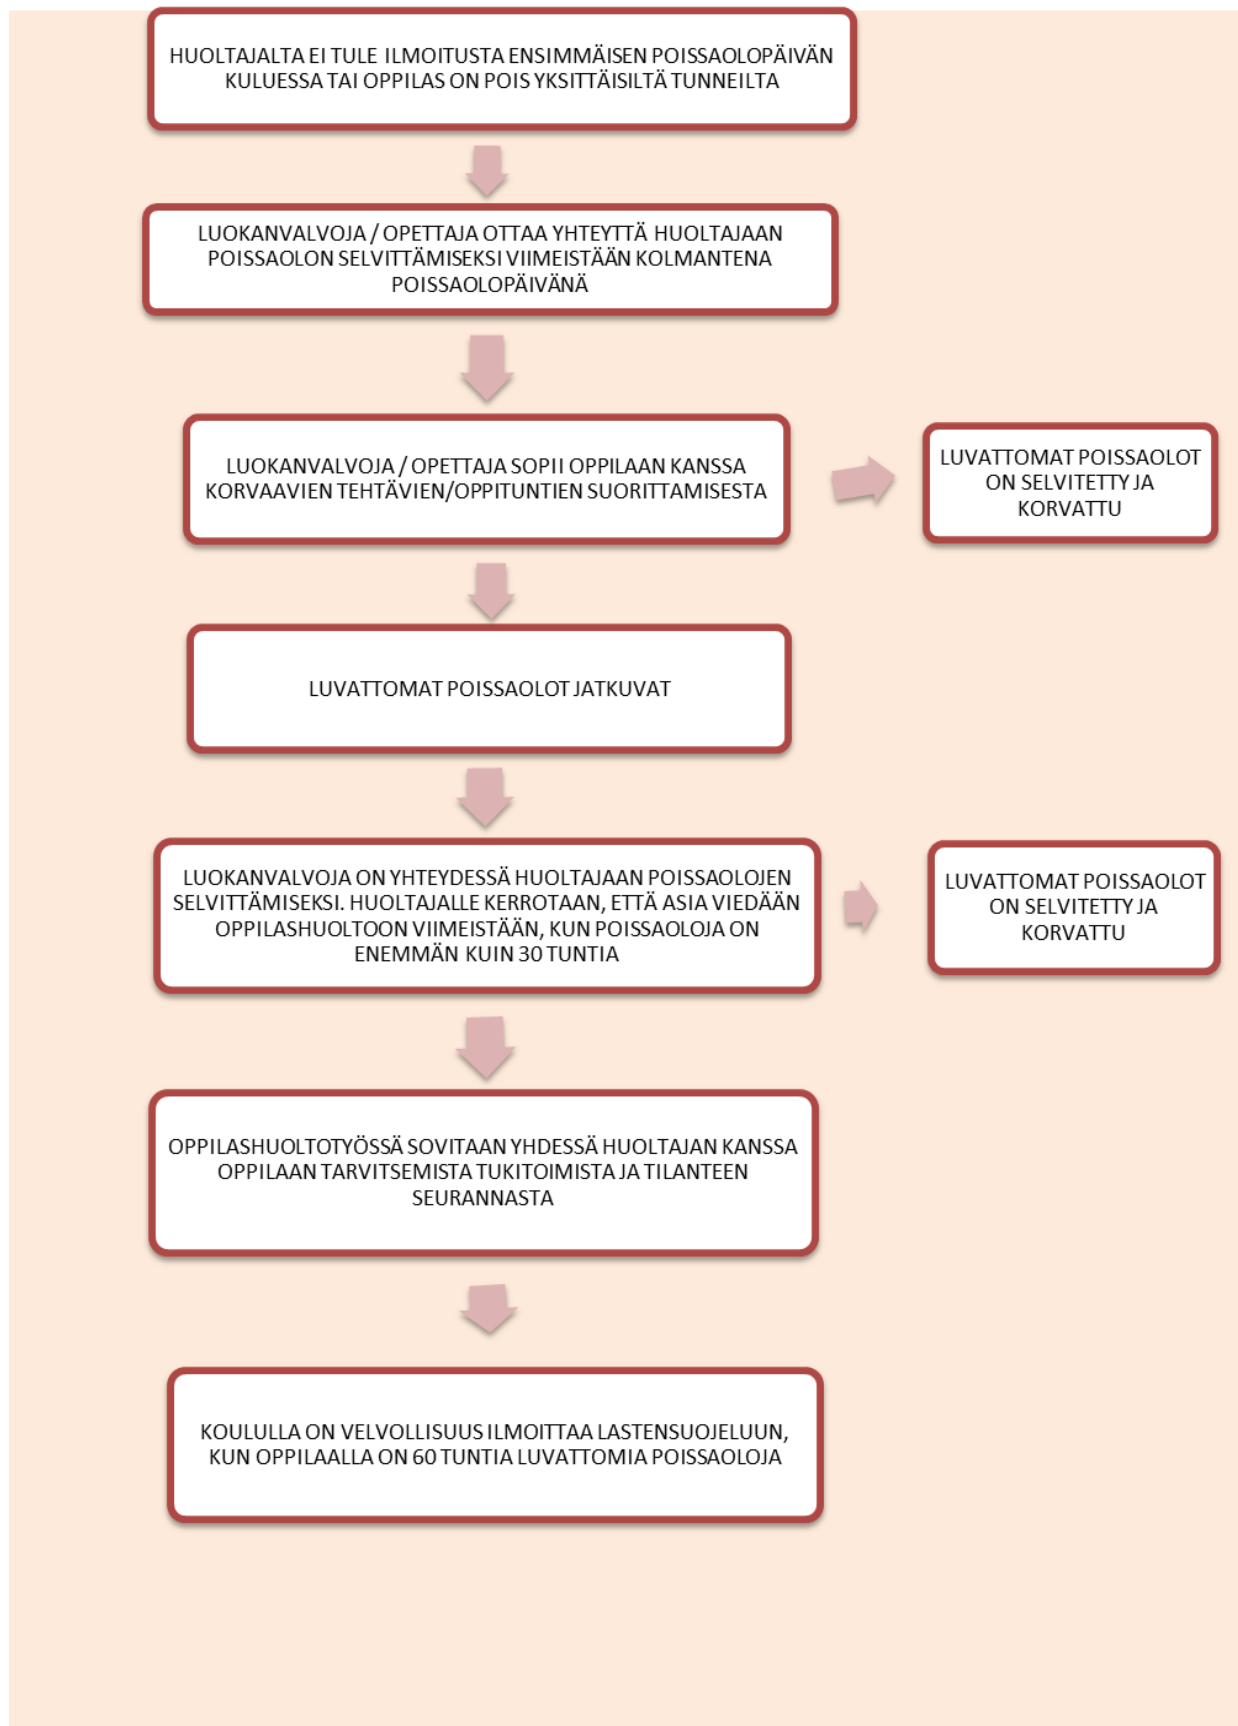 HUOLTAJALTA EI TULE ILMOITUSTA ENSIMMÄISEN POISSAOLOPÄIVÄN
KULUESSA TAI OPPILAS ON POIS YKSITTÄISILTÄ TUNNEILTA
LUOKANVALVOJA / OPETTAJA OTTAA YHTEYTTÄ HUOLTAJAAN
POISSAOLON SELVITTÄMISEKSI VIIMEISTÄÄN KOLMANTENA
POISSAOLOPÄIVÄNÄ
LUOKANVALVOJA / OPETTAJA SOPII OPPILAAN KANSSA
KORVAAVIEN TEHTÄVIEN/OPPITUNTIEN SUORITTAMISESTA
LUVATTOMAT POISSAOLOT
ON SELVITETTY JA
KORVATTU
LUVATTOMAT POISSAOLOT JATKUVAT
LUOKANVALVOJA ON YHTEYDESSÄ HUOLTAJAAN POISSAOLOJEN
SELVITTÄMISEKSI. HUOLTAJALLE KERROTAAN, ETTÄ ASIA VIEDÄÄN
OPPILASHUOLTOON VIIMEISTÄÄN, KUN POISSAOLOJA ON
ENEMMÄN KUIN 30 TUNTIA
LUVATTOMAT POISSAOLOT
ON SELVITETTY JA
KORVATTU
OPPILASHUOLTOTYÖSSÄ SOVITAAN YHDESSÄ HUOLTAJAN KANSSA
OPPILAAN TARVITSEMISTA TUKITOIMISTA JA TILANTEEN
SEURANNASTA
KOULULLA ON VELVOLLISUUS ILMOITTAA LASTENSUOJELUUN,
KUN OPPILAALLA ON 60 TUNTIA LUVATTOMIA POISSAOLOJA